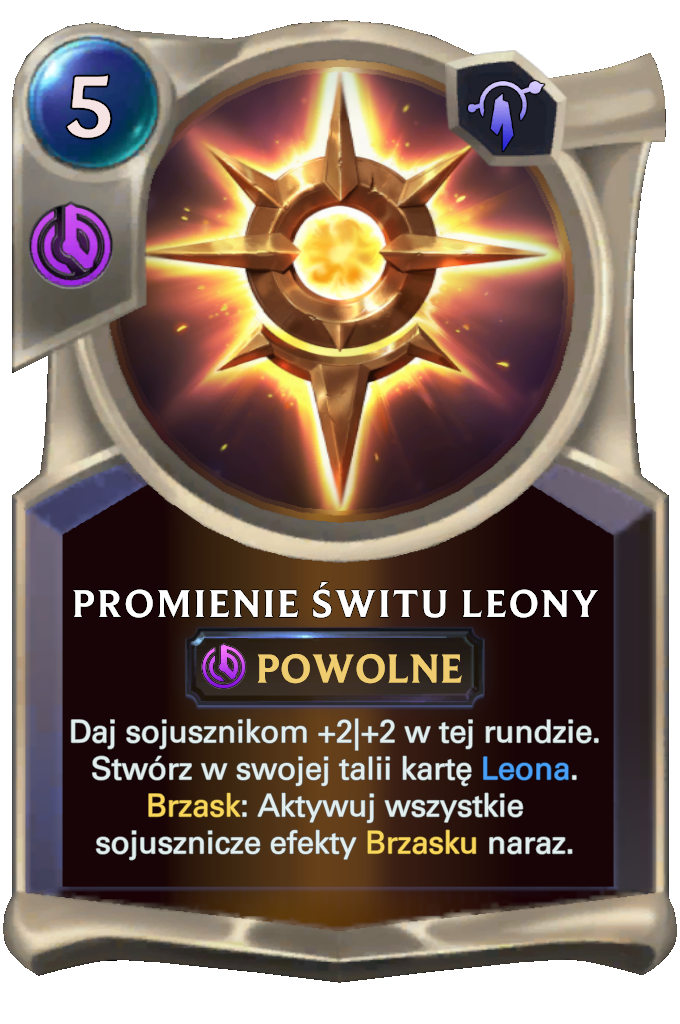 5
PROMIENIE ŚWITU LEONY
POWOLNE
Daj sojusznikom +2|+2 w tej rundzie.
Stwórz w swojej talii kartę Leona.
Brzask: Aktywuj wszystkie
sojusznicze efekty Brzasku naraz.